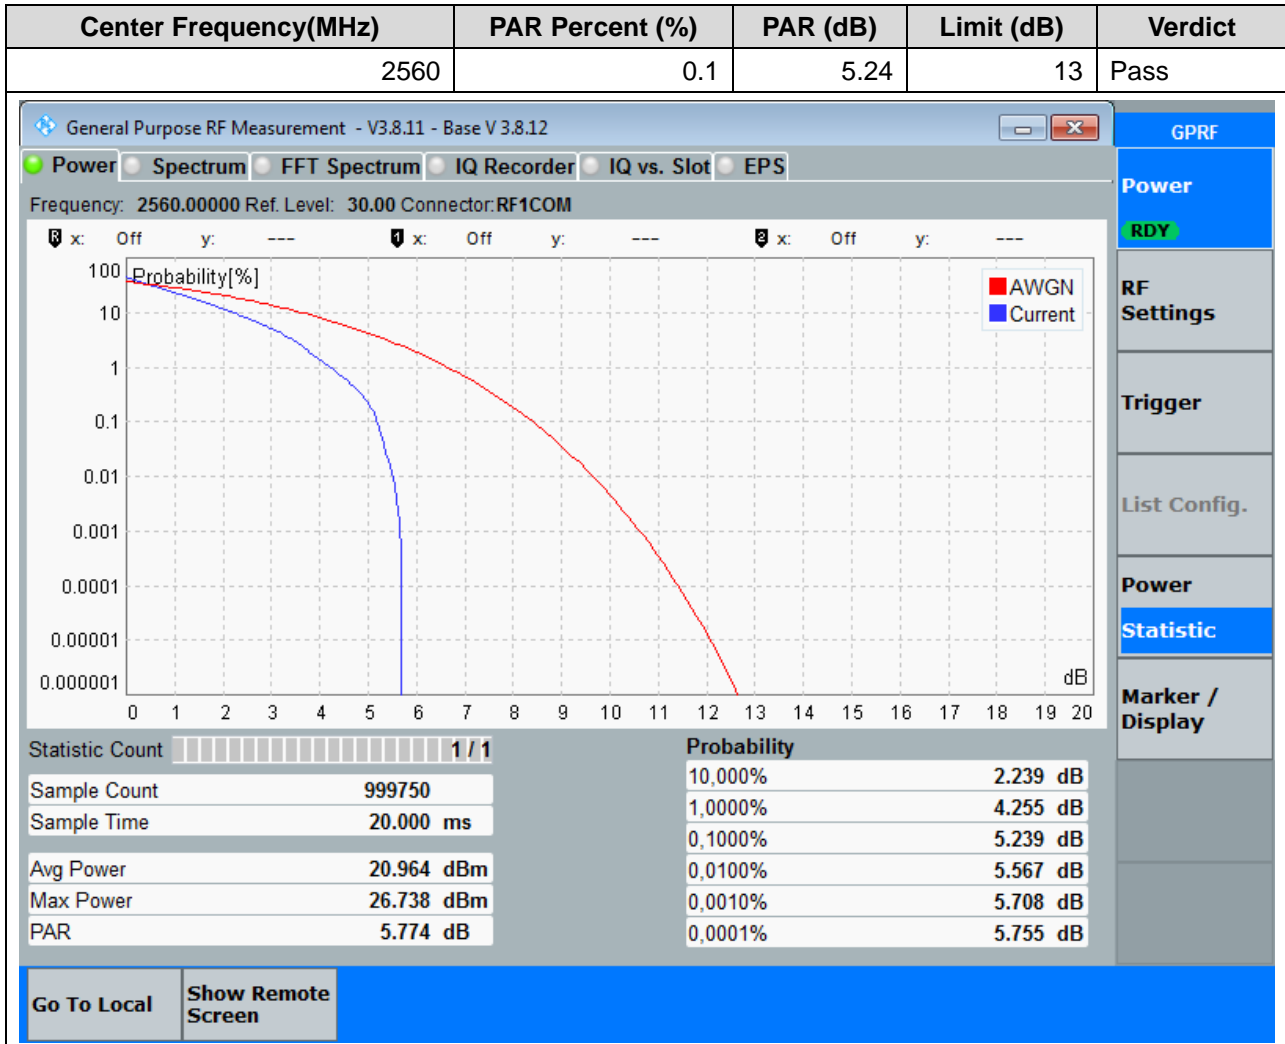 Center Frequency(MHz) PAR Percent (%) PAR (dB) Limit (dB) Verdict
2560 0.1 5.24 13 Pass
General Purpose RF Measurement - V3.8.11 - Base V 3.8.12
GPRF
Power Spectrum FFT Spectrum IQ Recorder IQ vs. Slot EPS
Power
RDY
Frequency: 2560.00000 Ref. Level: 30.00 Connector: RF1COM
R x: Off y: --- 1 x: Off y: --- 2 x: Off y: ---
Probability[%]
AWGN
Current
100
10
1
0.1
0.01
0.001
0.0001
0.00001
0.000001
dB
0 1 2 3 4 5 6 7 8 9 10 11 12 13 14 15 16 17 18 19 20
RF
Settings
Trigger
List Config.
Power
Statistic
Marker /
Display
Statistic Count 1 / 1
Sample Count 999750
Sample Time 20.000 ms
Avg Power 20.964 dBm
Max Power 26.738 dBm
PAR 5.774 dB
Probability
10,000% 2.239 dB
1,0000% 4.255 dB
0,1000% 5.239 dB
0,0100% 5.567 dB
0,0010% 5.708 dB
0,0001% 5.755 dB
Go To Local
Show Remote
Screen